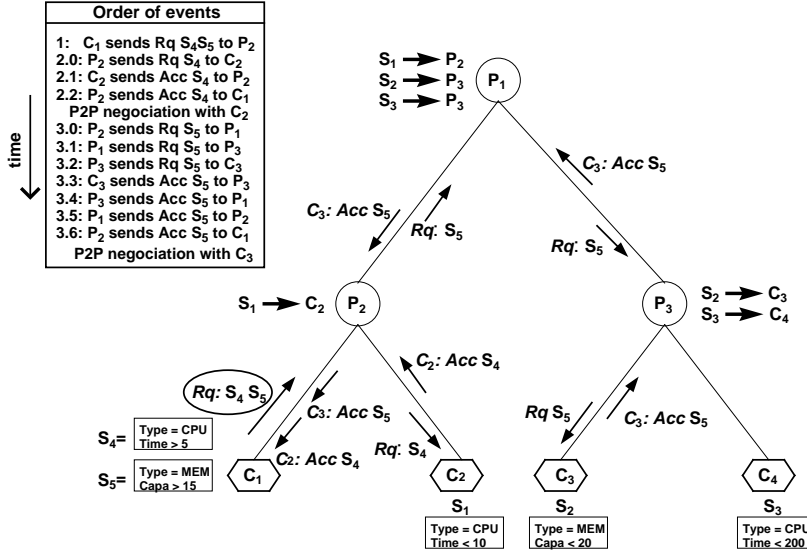 Order of events
1: C1 sends Rq S4S5 to P2
2.0: P2 sends Rq S4 to C2
2.1: C2 sends Acc S4 to P2
2.2: P2 sends Acc S4 to C1
P2P negociation with C2
3.0: P2 sends Rq S5 to P1
3.1: P1 sends Rq S5 to P3
3.2: P3 sends Rq S5 to C3
3.3: C3 sends Acc S5 to P3
3.4: P3 sends Acc S5 to P1
3.5: P1 sends Acc S5 to P2
3.6: P2 sends Acc S5 to C1
P2P negociation with C3
time
S1 → P2
S2 → P3
S3 → P3
P1
C3: Acc S5
C3: Acc S5
Rq: S5
Rq: S5
S1 → C2
P2
P3
S2 → C3
S3 → C4
Rq: S4 S5
C2: Acc S4
C3: Acc S5
Rq S5
C3: Acc S5
Rq: S4
C2: Acc S4
S4=
Type = CPU
Time > 5
S5=
Type = MEM
Capa > 15
C1
C2
C3
C4
S1
S2
S3
Type = CPU
Time < 10
Type = MEM
Capa < 20
Type = CPU
Time < 200